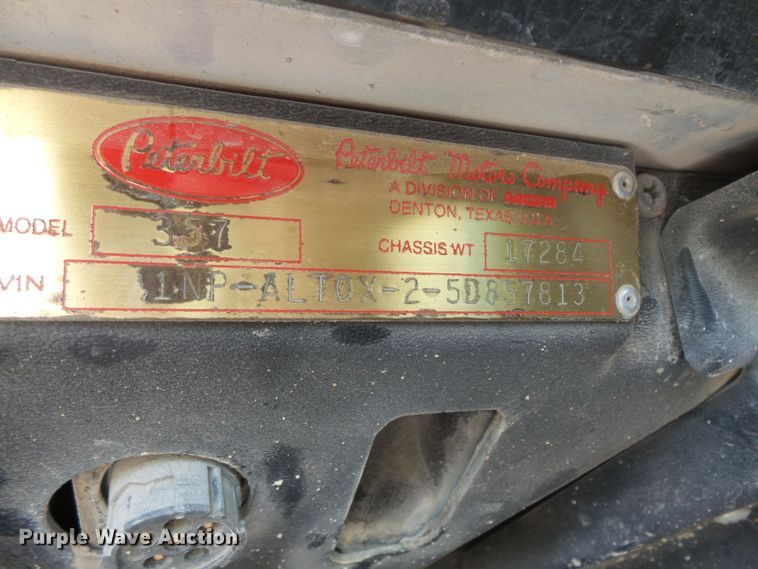 Peterbilt
Peterbilt Motors Company
A DIVISION OF PACCAR
DENTON, TEXAS U.S.A.
MODEL 357
CHASSIS WT 17284
VIN 1NP-ALT0X-2-5D857813
Purple Wave Auction